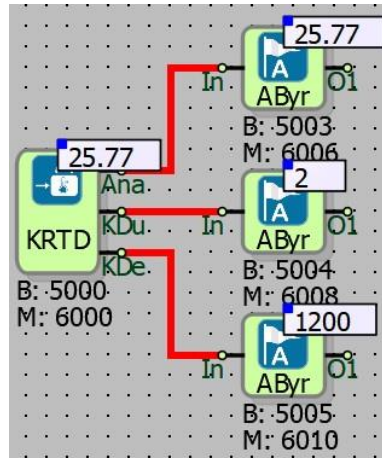 25.77
In
A
O1
AByr
B: 5003
M: 6006
25.77
Ana
KRTD
KDu
KDe
B: 5000
M: 6000
2
In
A
O1
AByr
B: 5004
M: 6008
1200
In
A
O1
AByr
B: 5005
M: 6010